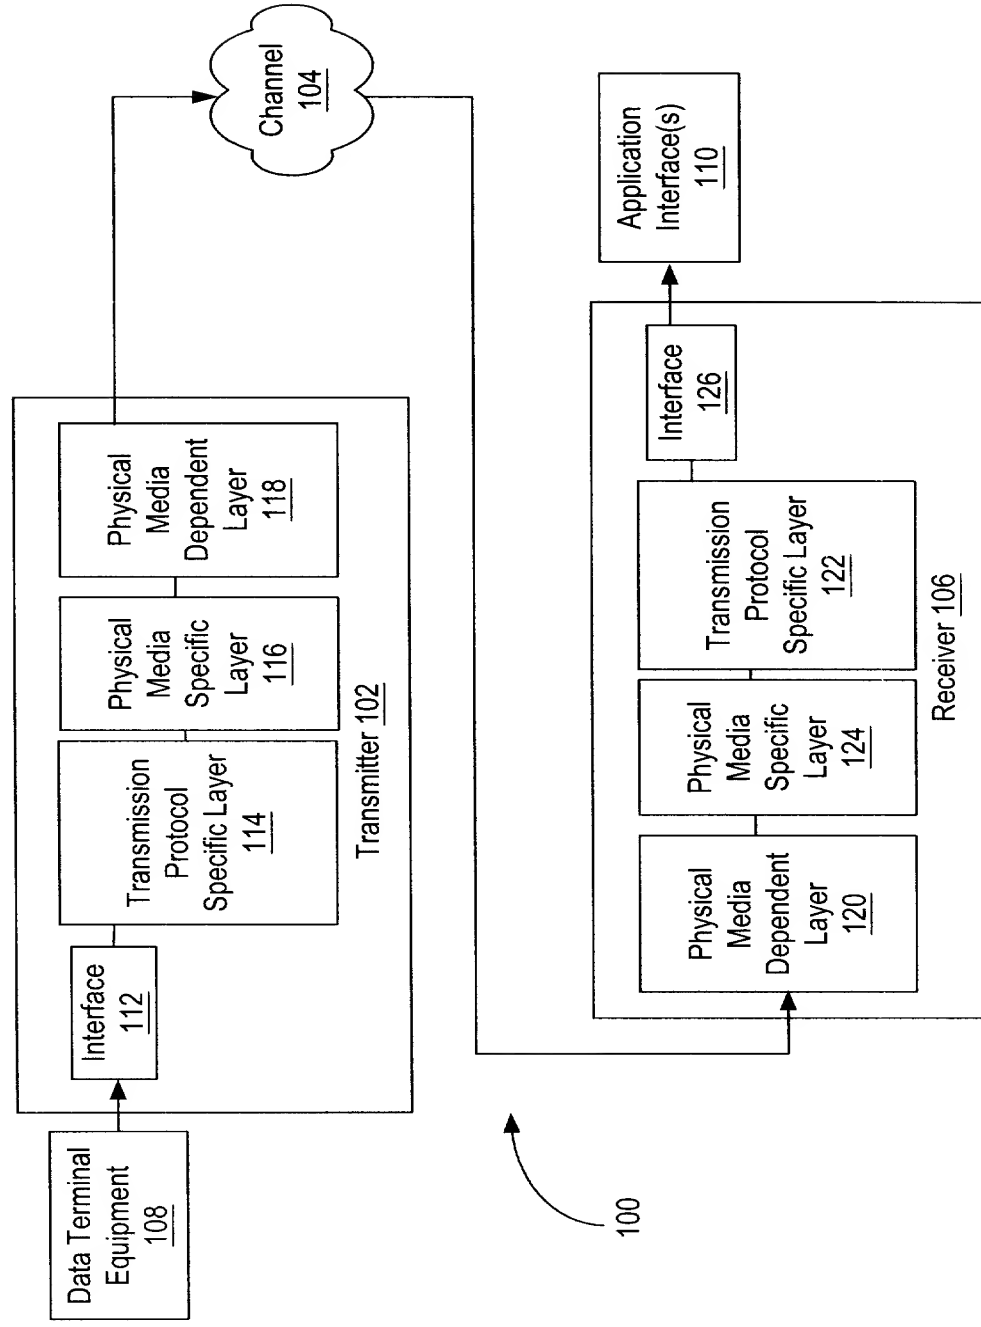 Data Terminal
Equipment
108
Interface
112
Transmission
Protocol
Specific Layer
114
Physical
Media
Specific
Layer
116
Physical
Media
Dependent
Layer
118
Transmitter 102
Channel
104
100
Physical
Media
Dependent
Layer
120
Physical
Media
Specific
Layer
124
Transmission
Protocol
Specific Layer
122
Interface
126
Receiver 106
Application
Interface(s)
110